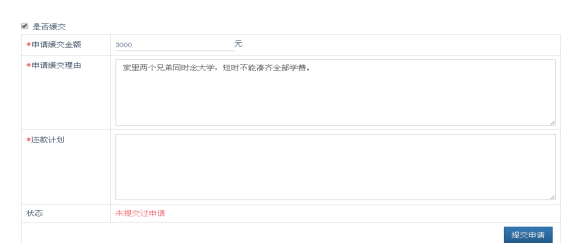 是否缓交
*申请缓交金额 3000 元
*申请缓交理由 家里两个兄弟同时念大学，短时不能凑齐全部学费。
*还款计划
状态 未提交过申请
提交申请